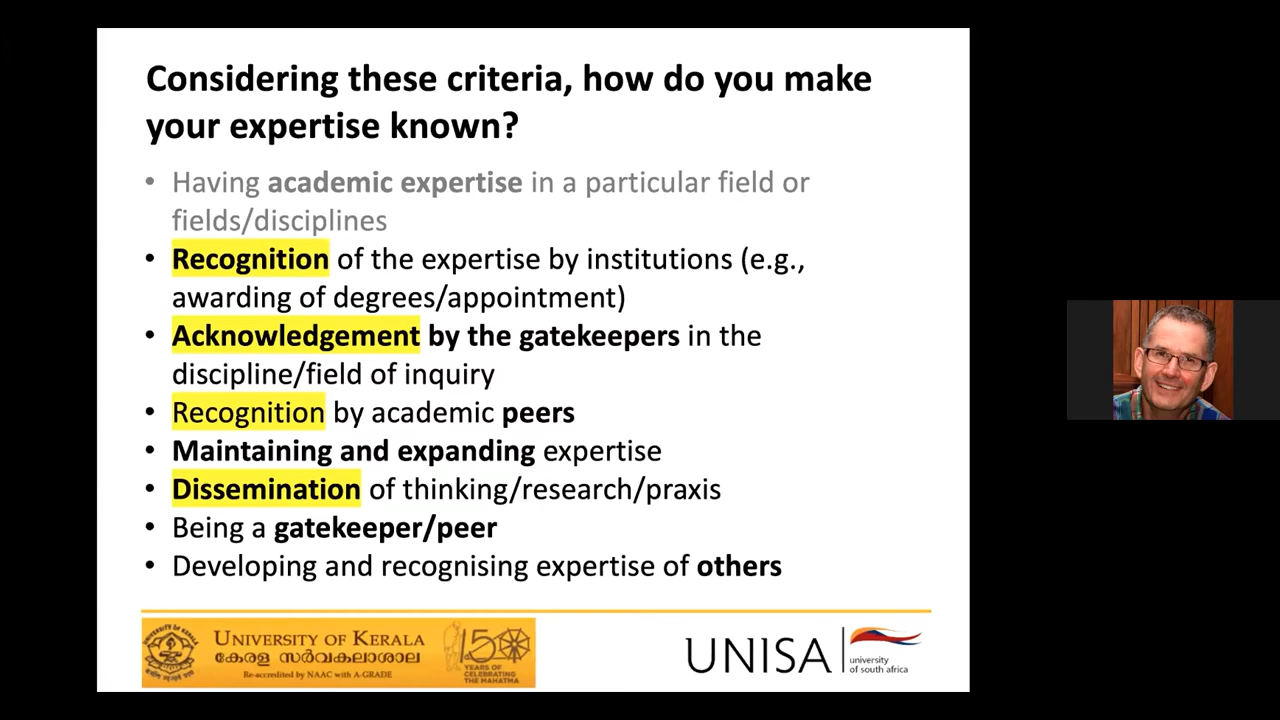 Considering these criteria, how do you make
your expertise known?
• Having academic expertise in a particular field or
fields/disciplines
• Recognition of the expertise by institutions (e.g.,
awarding of degrees/appointment)
• Acknowledgement by the gatekeepers in the
discipline/field of inquiry
• Recognition by academic peers
• Maintaining and expanding expertise
• Dissemination of thinking/research/praxis
• Being a gatekeeper/peer
• Developing and recognising expertise of others
UNIVERSITY OF KERALA
കേരള സർവകലാശാല
Re-accredited by NAAC with A-GRADE
150
YEARS OF
CELEBRATING
THE MAHATMA
UNISA
university
of south africa